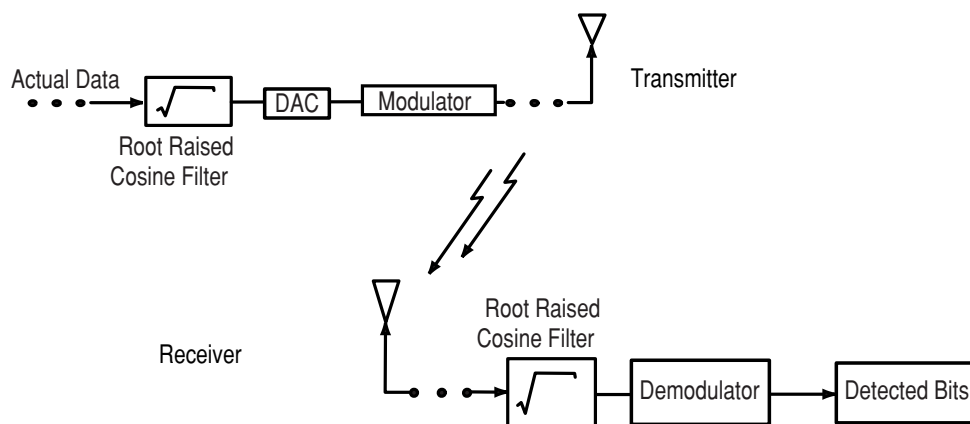 Actual Data
DAC
Modulator
Transmitter
Root Raised
Cosine Filter
Root Raised
Cosine Filter
Receiver
Demodulator
Detected Bits